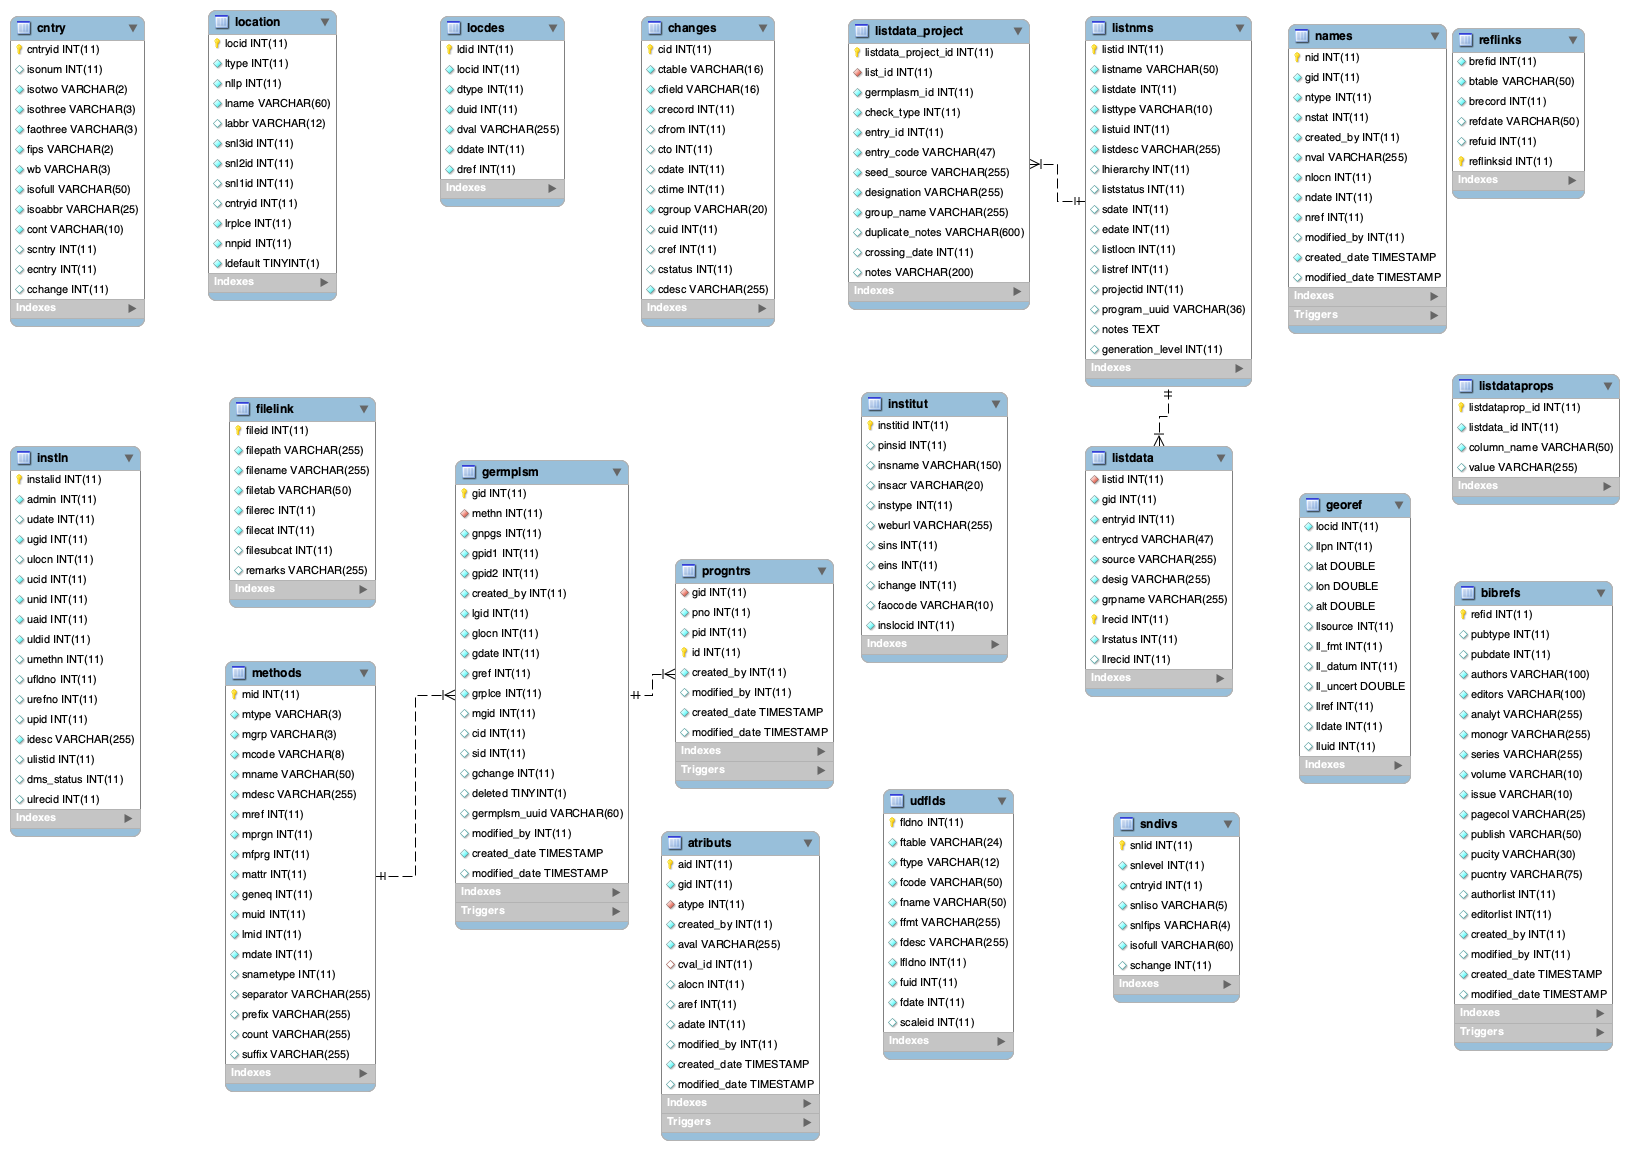 cntry
cntryid INT(11)
isonum INT(11)
isotwo VARCHAR(2)
isothree VARCHAR(3)
faothree VARCHAR(3)
fips VARCHAR(2)
wb VARCHAR(3)
isofull VARCHAR(50)
isoabbr VARCHAR(25)
cont VARCHAR(10)
scntry INT(11)
ecntry INT(11)
cchange INT(11)
Indexes
location
locid INT(11)
ltype INT(11)
nllp INT(11)
lname VARCHAR(60)
labbr VARCHAR(12)
snl3id INT(11)
snl2id INT(11)
snl1id INT(11)
cntryid INT(11)
lrplce INT(11)
nnpid INT(11)
ldefault TINYINT(1)
Indexes
locdes
ldid INT(11)
locid INT(11)
dtype INT(11)
duid INT(11)
dval VARCHAR(255)
ddate INT(11)
dref INT(11)
Indexes
changes
cid INT(11)
ctable VARCHAR(16)
cfield VARCHAR(16)
crecord INT(11)
cfrom INT(11)
cto INT(11)
cdate INT(11)
ctime INT(11)
cgroup VARCHAR(20)
cuid INT(11)
cref INT(11)
cstatus INT(11)
cdesc VARCHAR(255)
Indexes
listdata_project
listdata_project_id INT(11)
list_id INT(11)
germplasm_id INT(11)
check_type INT(11)
entry_id INT(11)
entry_code VARCHAR(47)
seed_source VARCHAR(255)
designation VARCHAR(255)
group_name VARCHAR(255)
duplicate_notes VARCHAR(600)
crossing_date INT(11)
notes VARCHAR(200)
Indexes
listnms
listid INT(11)
listname VARCHAR(50)
listdate INT(11)
listtype VARCHAR(10)
listuid INT(11)
listdesc VARCHAR(255)
lhierarchy INT(11)
liststatus INT(11)
sdate INT(11)
edate INT(11)
listlocn INT(11)
listref INT(11)
projectid INT(11)
program_uuid VARCHAR(36)
notes TEXT
generation_level INT(11)
Indexes
names
nid INT(11)
gid INT(11)
ntype INT(11)
nstat INT(11)
created_by INT(11)
nval VARCHAR(255)
nlocn INT(11)
ndate INT(11)
nref INT(11)
modified_by INT(11)
created_date TIMESTAMP
modified_date TIMESTAMP
Indexes
Triggers
reflinks
brefid INT(11)
btable VARCHAR(50)
brecord INT(11)
refdate VARCHAR(50)
refuid INT(11)
reflinksid INT(11)
Indexes
instln
instalid INT(11)
admin INT(11)
udate INT(11)
ugid INT(11)
ulocn INT(11)
ucid INT(11)
unid INT(11)
uaid INT(11)
uldid INT(11)
umethn INT(11)
ufldno INT(11)
urefno INT(11)
upid INT(11)
idesc VARCHAR(255)
ulistid INT(11)
dms_status INT(11)
ulrecid INT(11)
Indexes
filelink
fileid INT(11)
filepath VARCHAR(255)
filename VARCHAR(255)
filetab VARCHAR(50)
filerec INT(11)
filecat INT(11)
filesubcat INT(11)
remarks VARCHAR(255)
Indexes
methods
mid INT(11)
mtype VARCHAR(3)
mgrp VARCHAR(3)
mcode VARCHAR(8)
mname VARCHAR(50)
mdesc VARCHAR(255)
mref INT(11)
mprgn INT(11)
mfprg INT(11)
mattr INT(11)
geneq INT(11)
muid INT(11)
lmid INT(11)
mdate INT(11)
snametype INT(11)
separator VARCHAR(255)
prefix VARCHAR(255)
count VARCHAR(255)
suffix VARCHAR(255)
Indexes
germplsm
gid INT(11)
methn INT(11)
gnpgs INT(11)
gpid1 INT(11)
gpid2 INT(11)
created_by INT(11)
lgid INT(11)
glocn INT(11)
gdate INT(11)
gref INT(11)
grplce INT(11)
mgid INT(11)
cid INT(11)
sid INT(11)
gchange INT(11)
deleted TINYINT(1)
germplsm_uuid VARCHAR(60)
modified_by INT(11)
created_date TIMESTAMP
modified_date TIMESTAMP
Indexes
Triggers
progntrs
gid INT(11)
pno INT(11)
pid INT(11)
id INT(11)
created_by INT(11)
modified_by INT(11)
created_date TIMESTAMP
modified_date TIMESTAMP
Indexes
Triggers
atributs
aid INT(11)
gid INT(11)
atype INT(11)
created_by INT(11)
aval VARCHAR(255)
cval_id INT(11)
alocn INT(11)
aref INT(11)
adate INT(11)
modified_by INT(11)
created_date TIMESTAMP
modified_date TIMESTAMP
Indexes
Triggers
institut
institid INT(11)
pinsid INT(11)
insname VARCHAR(150)
insacr VARCHAR(20)
instype INT(11)
weburl VARCHAR(255)
sins INT(11)
eins INT(11)
ichange INT(11)
faocode VARCHAR(10)
inslocid INT(11)
Indexes
udflds
fldno INT(11)
ftable VARCHAR(24)
ftype VARCHAR(12)
fcode VARCHAR(50)
fname VARCHAR(50)
ffmt VARCHAR(255)
fdesc VARCHAR(255)
lfldno INT(11)
fuid INT(11)
fdate INT(11)
scaleid INT(11)
Indexes
listdata
listid INT(11)
gid INT(11)
entryid INT(11)
entrycd VARCHAR(47)
source VARCHAR(255)
desig VARCHAR(255)
grpname VARCHAR(255)
lrecid INT(11)
lrstatus INT(11)
llrecid INT(11)
Indexes
sndivs
snlid INT(11)
snlevel INT(11)
cntryid INT(11)
snliso VARCHAR(5)
snlfips VARCHAR(4)
isofull VARCHAR(60)
schange INT(11)
Indexes
georef
locid INT(11)
llpn INT(11)
lat DOUBLE
lon DOUBLE
alt DOUBLE
llsource INT(11)
ll_fmt INT(11)
ll_datum INT(11)
ll_uncert DOUBLE
llref INT(11)
lldate INT(11)
lluid INT(11)
Indexes
listdataprops
listdataprop_id INT(11)
listdata_id INT(11)
column_name VARCHAR(50)
value VARCHAR(255)
Indexes
bibrefs
refid INT(11)
pubtype INT(11)
pubdate INT(11)
authors VARCHAR(100)
editors VARCHAR(100)
analyt VARCHAR(255)
monogr VARCHAR(255)
series VARCHAR(255)
volume VARCHAR(10)
issue VARCHAR(10)
pagecol VARCHAR(25)
publish VARCHAR(50)
pucity VARCHAR(30)
pucntry VARCHAR(75)
authorlist INT(11)
editorlist INT(11)
created_by INT(11)
modified_by INT(11)
created_date TIMESTAMP
modified_date TIMESTAMP
Indexes
Triggers